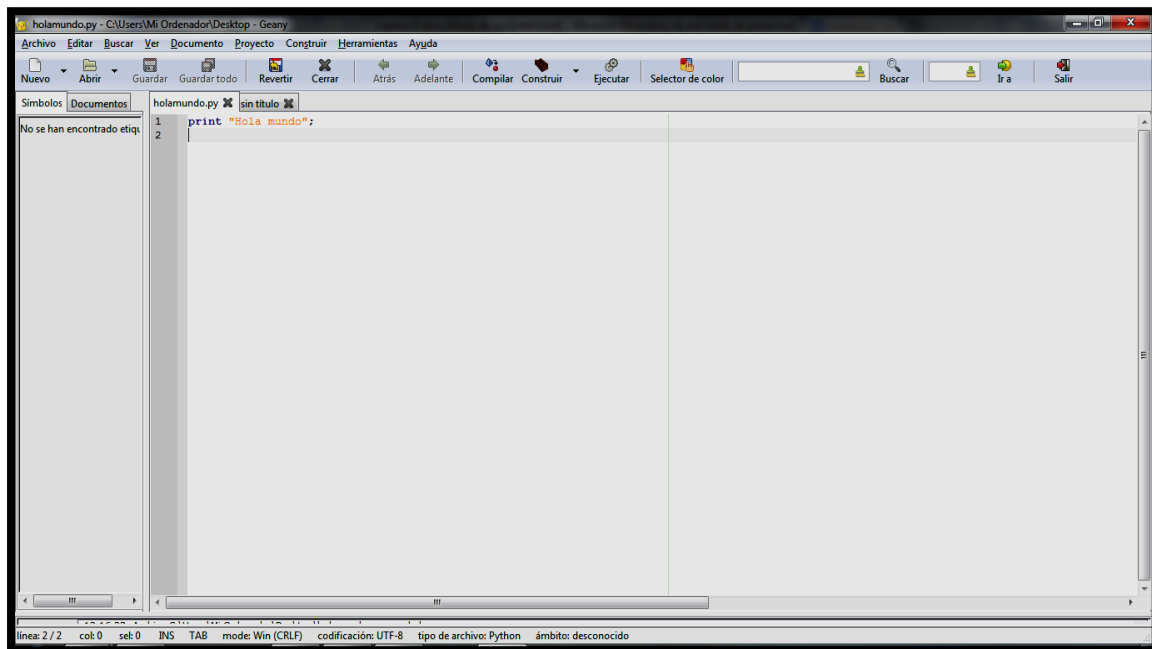 holamundo.py - C:\Users\Mi Ordenador\Desktop - Geany
Archivo Editar Buscar Ver Documento Proyecto Construir Herramientas Ayuda
Nuevo Abrir Guardar Guardar todo Revertir Cerrar Atrás Adelante Compilar Construir Ejecutar Selector de color Buscar Ir a Salir
Símbolos Documentos holamundo.py sin título
No se han encontrado etiqu
1 print "Hola mundo";
2
línea: 2 / 2 col: 0 sel: 0 INS TAB mode: Win (CRLF) codificación: UTF-8 tipo de archivo: Python ámbito: desconocido